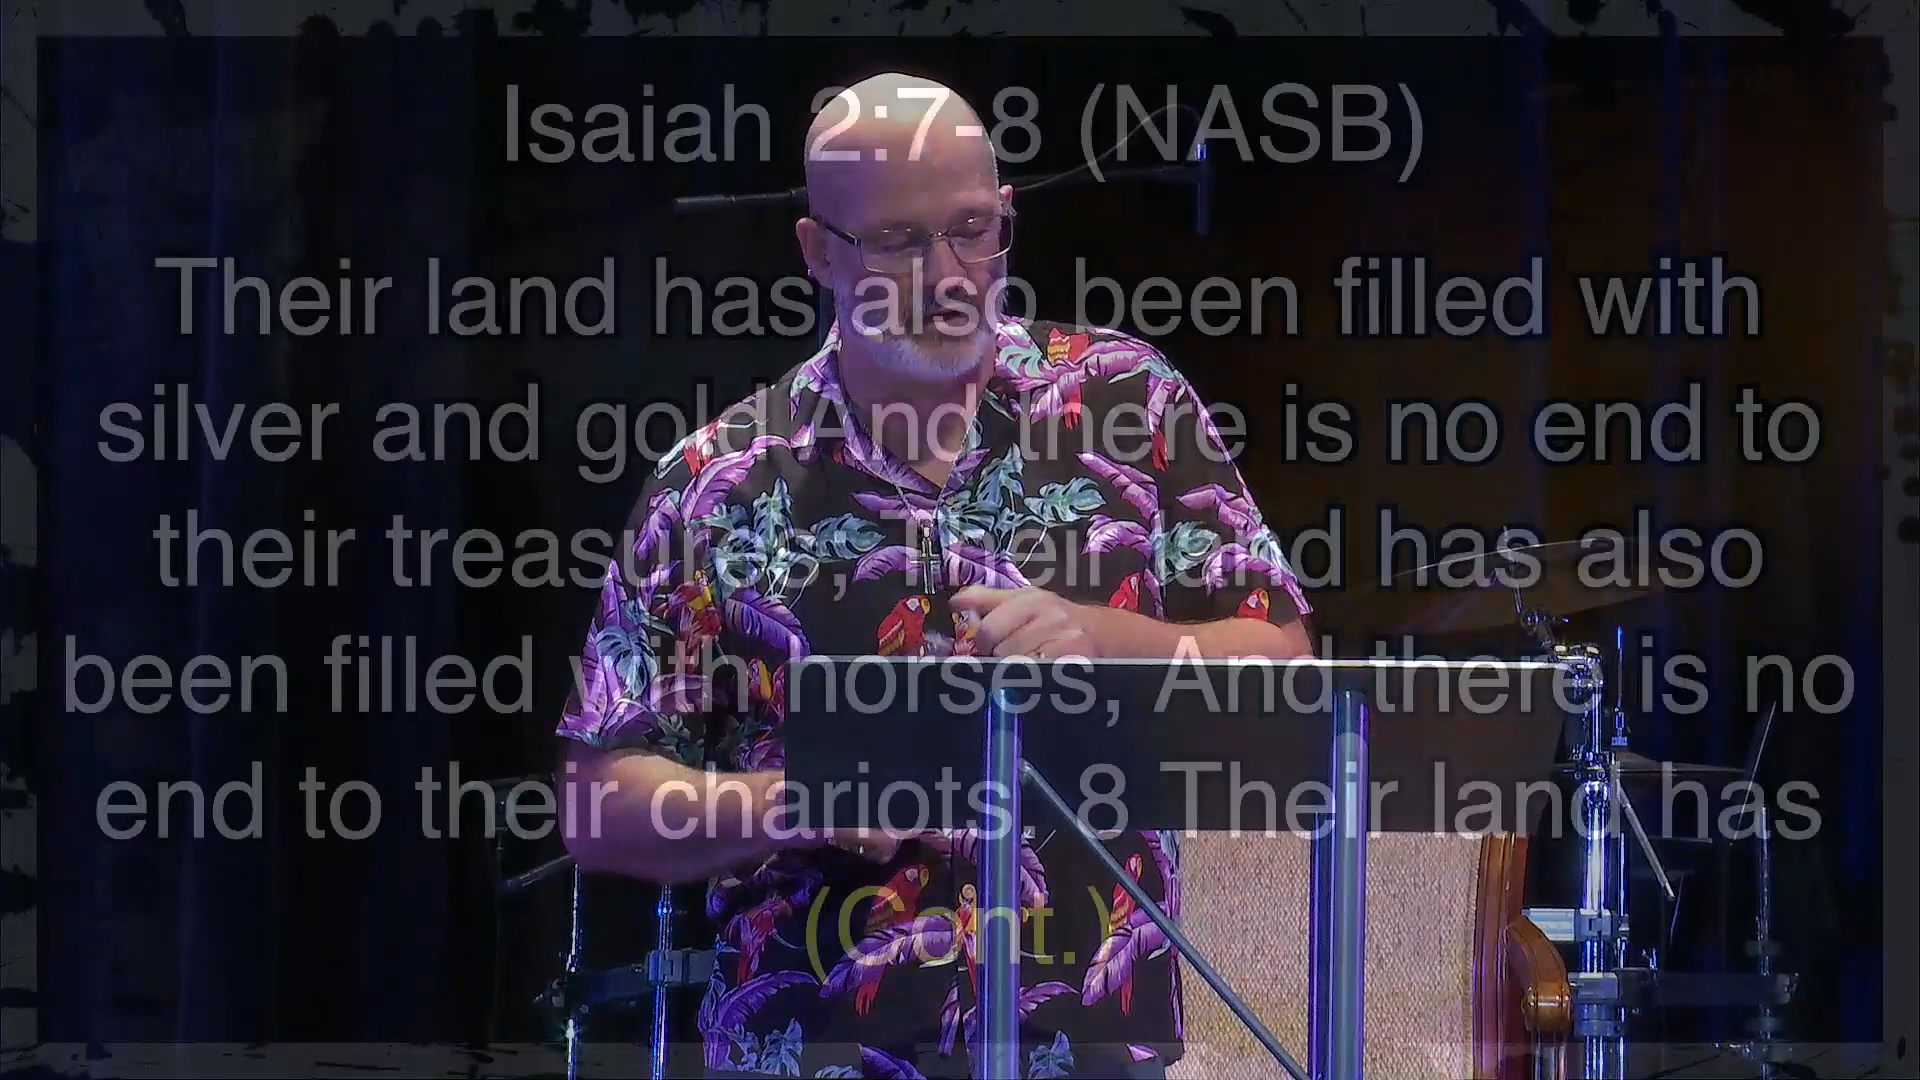 Isaiah 2:7-8 (NASB)
Their land has also been filled with
silver and gold And there is no end to
their treasures; Their land has also
been filled with horses, And there is no
end to their chariots. 8 Their land has
(Cont.)